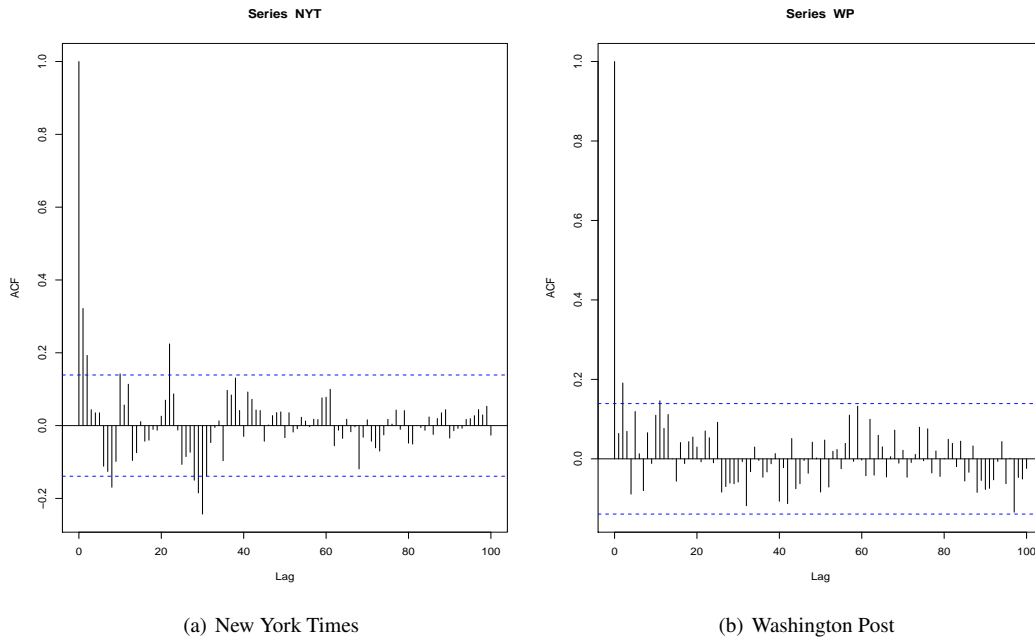 Series NYT
ACF
1.0
0.8
0.6
0.4
0.2
0.0
−0.2
0 20 40 60 80 100
Lag
(a) New York Times
Series WP
ACF
1.0
0.8
0.6
0.4
0.2
0.0
0 20 40 60 80 100
Lag
(b) Washington Post